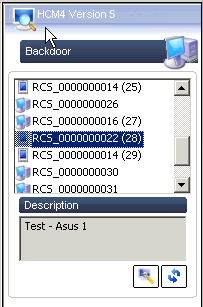 HCM4 Version 5
Backdoor
RCS_0000000014 (25)
RCS_0000000026
RCS_0000000016 (27)
RCS_0000000022 (28)
RCS_0000000014 (29)
RCS_0000000030
RCS_0000000031
Description
Test - Asus 1